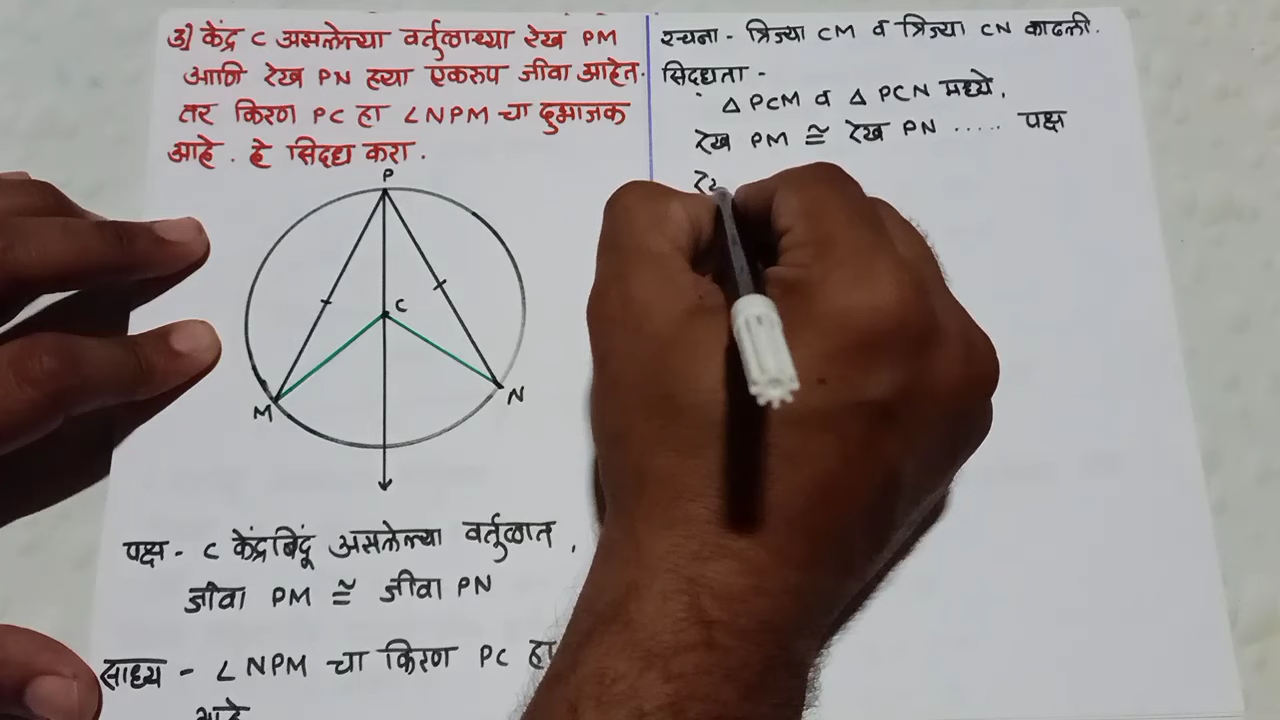 3) केंद्र C असलेल्या वर्तुळाच्या रेख PM
आणि रेख PN ह्या एकरुप जीवा आहेत.
तर किरण PC हा ∠NPM चा दुभाजक
आहे. हे सिद्ध करा.
P
C
M
N
पक्ष - C केंद्रबिंदू असलेल्या वर्तुळात,
जीवा PM ≅ जीवा PN
साध्य - ∠NPM चा किरण PC हा
आहे
रचना - त्रिज्या CM व त्रिज्या CN काढली.
सिद्धता -
△PCM व △PCN मध्ये,
रेख PM ≅ रेख PN ..... पक्ष